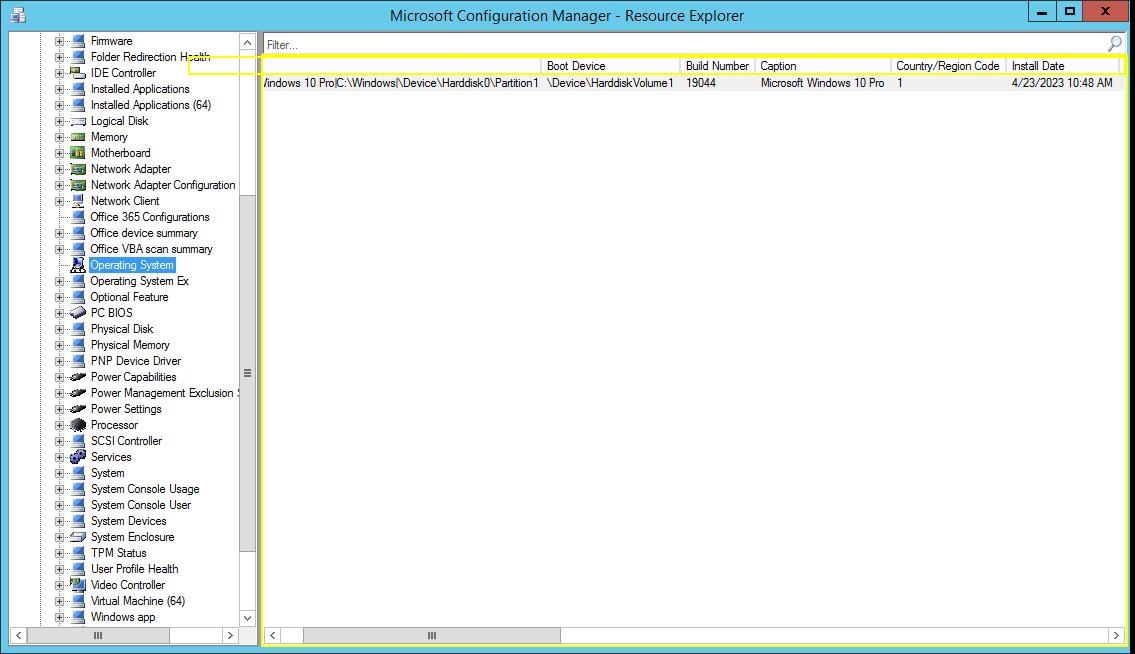 Microsoft Configuration Manager - Resource Explorer
Firmware
Folder Redirection Health
IDE Controller
Installed Applications
Installed Applications (64)
Logical Disk
Memory
Motherboard
Network Adapter
Network Adapter Configuration
Network Client
Office 365 Configurations
Office device summary
Office VBA scan summary
Operating System
Operating System Ex
Optional Feature
PC BIOS
Physical Disk
Physical Memory
PNP Device Driver
Power Capabilities
Power Management Exclusion
Power Settings
Processor
SCSI Controller
Services
System
System Console Usage
System Console User
System Devices
System Enclosure
TPM Status
User Profile Health
Video Controller
Virtual Machine (64)
Windows app
Filter...
Boot Device Build Number Caption Country/Region Code Install Date
indows 10 Pro|C:\Windows|\Device\Harddisk0\Partition1 \Device\HarddiskVolume1 19044 Microsoft Windows 10 Pro 1 4/23/2023 10:48 AM